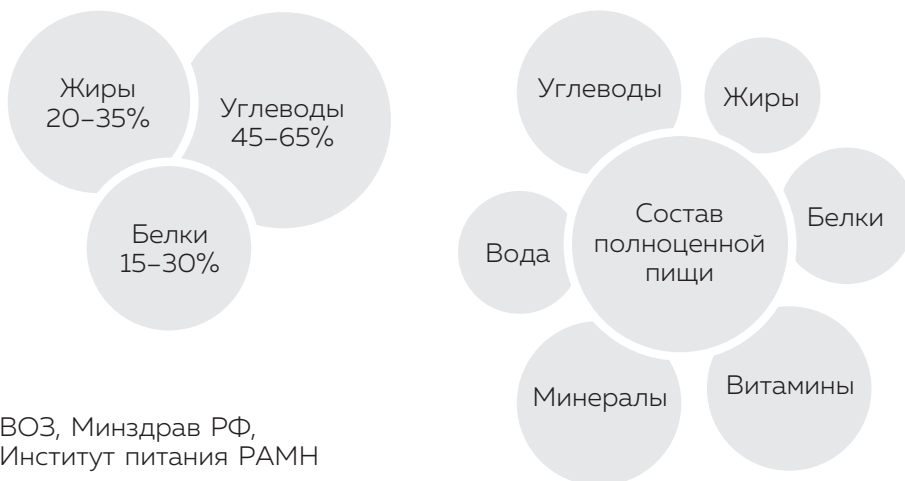 Жиры
20–35%
Углеводы
45–65%
Белки
15–30%
ВОЗ, Минздрав РФ,
Институт питания РАМН
Углеводы
Жиры
Состав
полноценной
пищи
Белки
Вода
Минералы
Витамины